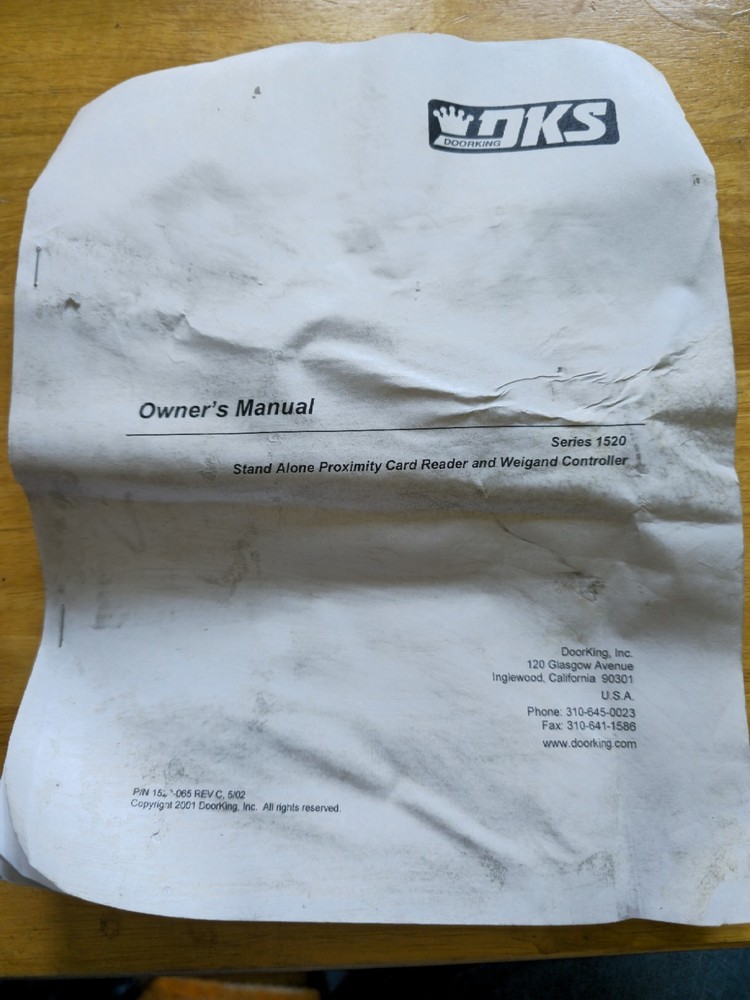 DOORKING DKS
Owner's Manual
Series 1520
Stand Alone Proximity Card Reader and Weigand Controller
DoorKing, Inc.
120 Glasgow Avenue
Inglewood, California 90301
U.S.A.
Phone: 310-645-0023
Fax: 310-641-1586
www.doorking.com
P/N REV C, 5/02
Copyright 2001 DoorKing, Inc. All rights reserved.